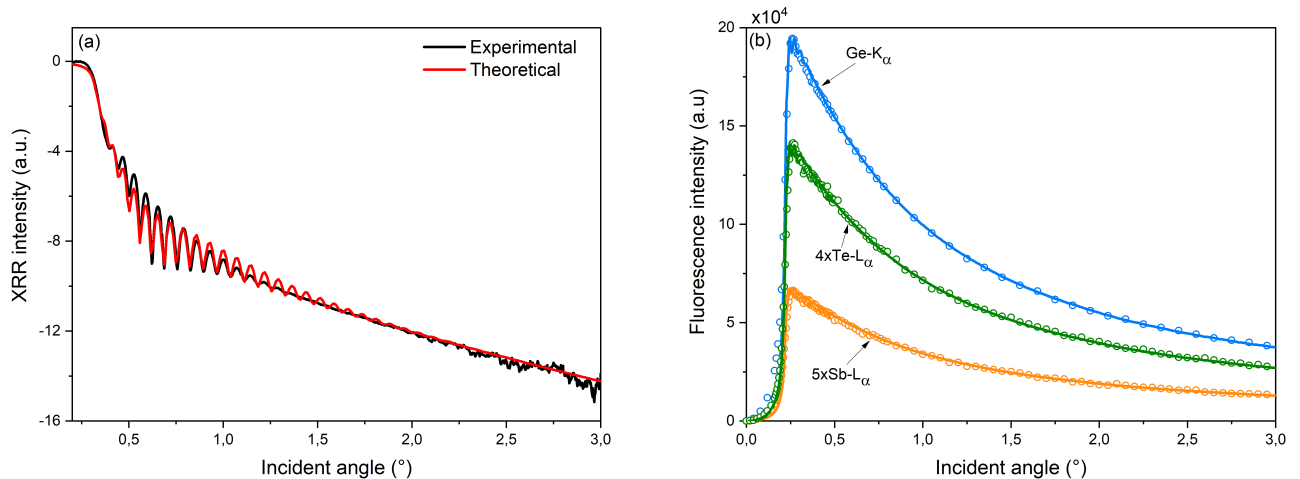 (a)
Experimental
Theoretical
0
-4
-8
-12
-16
0,5
1,0
1,5
2,0
2,5
3,0
XRR intensity (a.u.)
Incident angle (°)
x10⁴
(b)
Ge-Kα
4xTe-Lα
5xSb-Lα
20
15
10
5
0
0,0
0,5
1,0
1,5
2,0
2,5
3,0
Fluorescence intensity (a.u)
Incident angle (°)